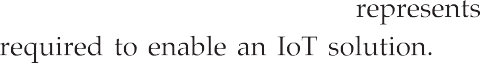 represents
required to enable an IoT solution.